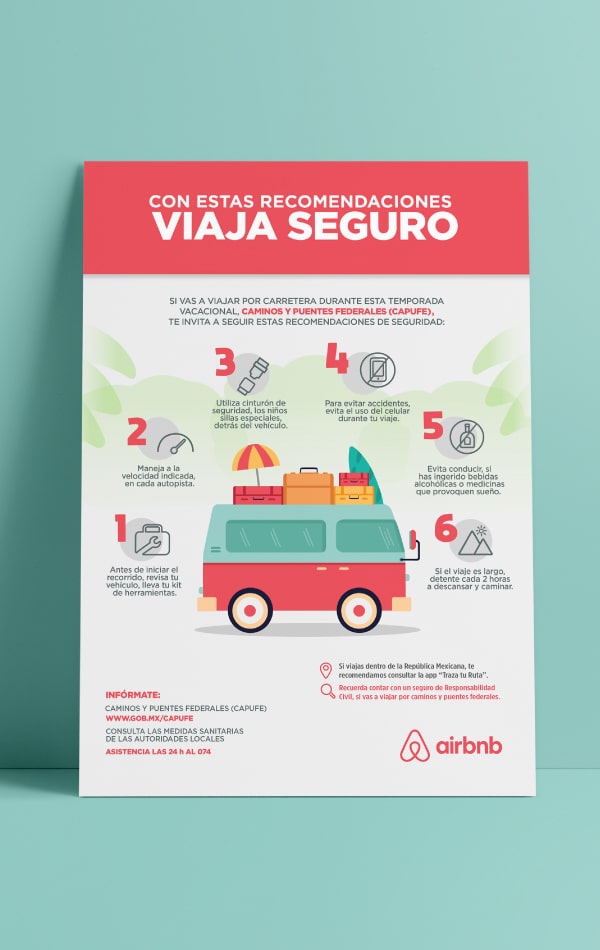 CON ESTAS RECOMENDACIONES
VIAJA SEGURO
SI VAS A VIAJAR POR CARRETERA DURANTE ESTA TEMPORADA
VACACIONAL, CAMINOS Y PUENTES FEDERALES (CAPUFE),
TE INVITA A SEGUIR ESTAS RECOMENDACIONES DE SEGURIDAD:
1
Antes de iniciar el
recorrido, revisa tu
vehículo, lleva tu kit
de herramientas.
2
Maneja a la
velocidad indicada,
en cada autopista.
3
Utiliza cinturón de
seguridad, los niños
sillas especiales,
detrás del vehículo.
4
Para evitar accidentes,
evita el uso del celular
durante tu viaje.
5
Evita conducir, si
has ingerido bebidas
alcohólicas o medicinas
que provoquen sueño.
6
Si el viaje es largo,
detente cada 2 horas
a descansar y caminar.
Si viajas dentro de la República Mexicana, te
recomendamos consultar la app “Traza tu Ruta”.
Recuerda contar con un seguro de Responsabilidad
Civil, si vas a viajar por caminos y puentes federales.
INFÓRMATE:
CAMINOS Y PUENTES FEDERALES (CAPUFE)
WWW.GOB.MX/CAPUFE
CONSULTA LAS MEDIDAS SANITARIAS
DE LAS AUTORIDADES LOCALES
ASISTENCIA LAS 24 h AL 074
airbnb